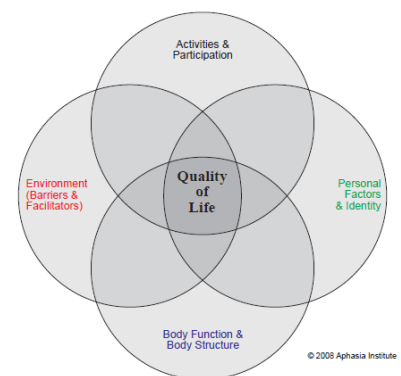 Activities &
Participation
Environment
(Barriers &
Facilitators)
Quality
of
Life
Personal
Factors
& Identity
Body Function &
Body Structure
© 2008 Aphasia Institute